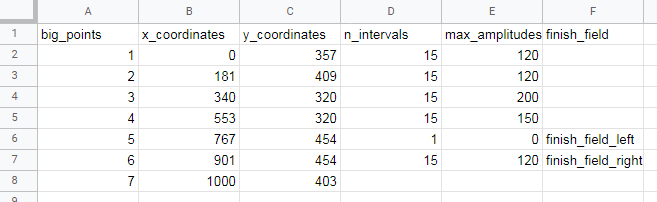 A B C D E F
1 big_points x_coordinates y_coordinates n_intervals max_amplitudes finish_field
2 1 0 357 15 120
3 2 181 409 15 120
4 3 340 320 15 200
5 4 553 320 15 150
6 5 767 454 1 0 finish_field_left
7 6 901 454 15 120 finish_field_right
8 7 1000 403
9